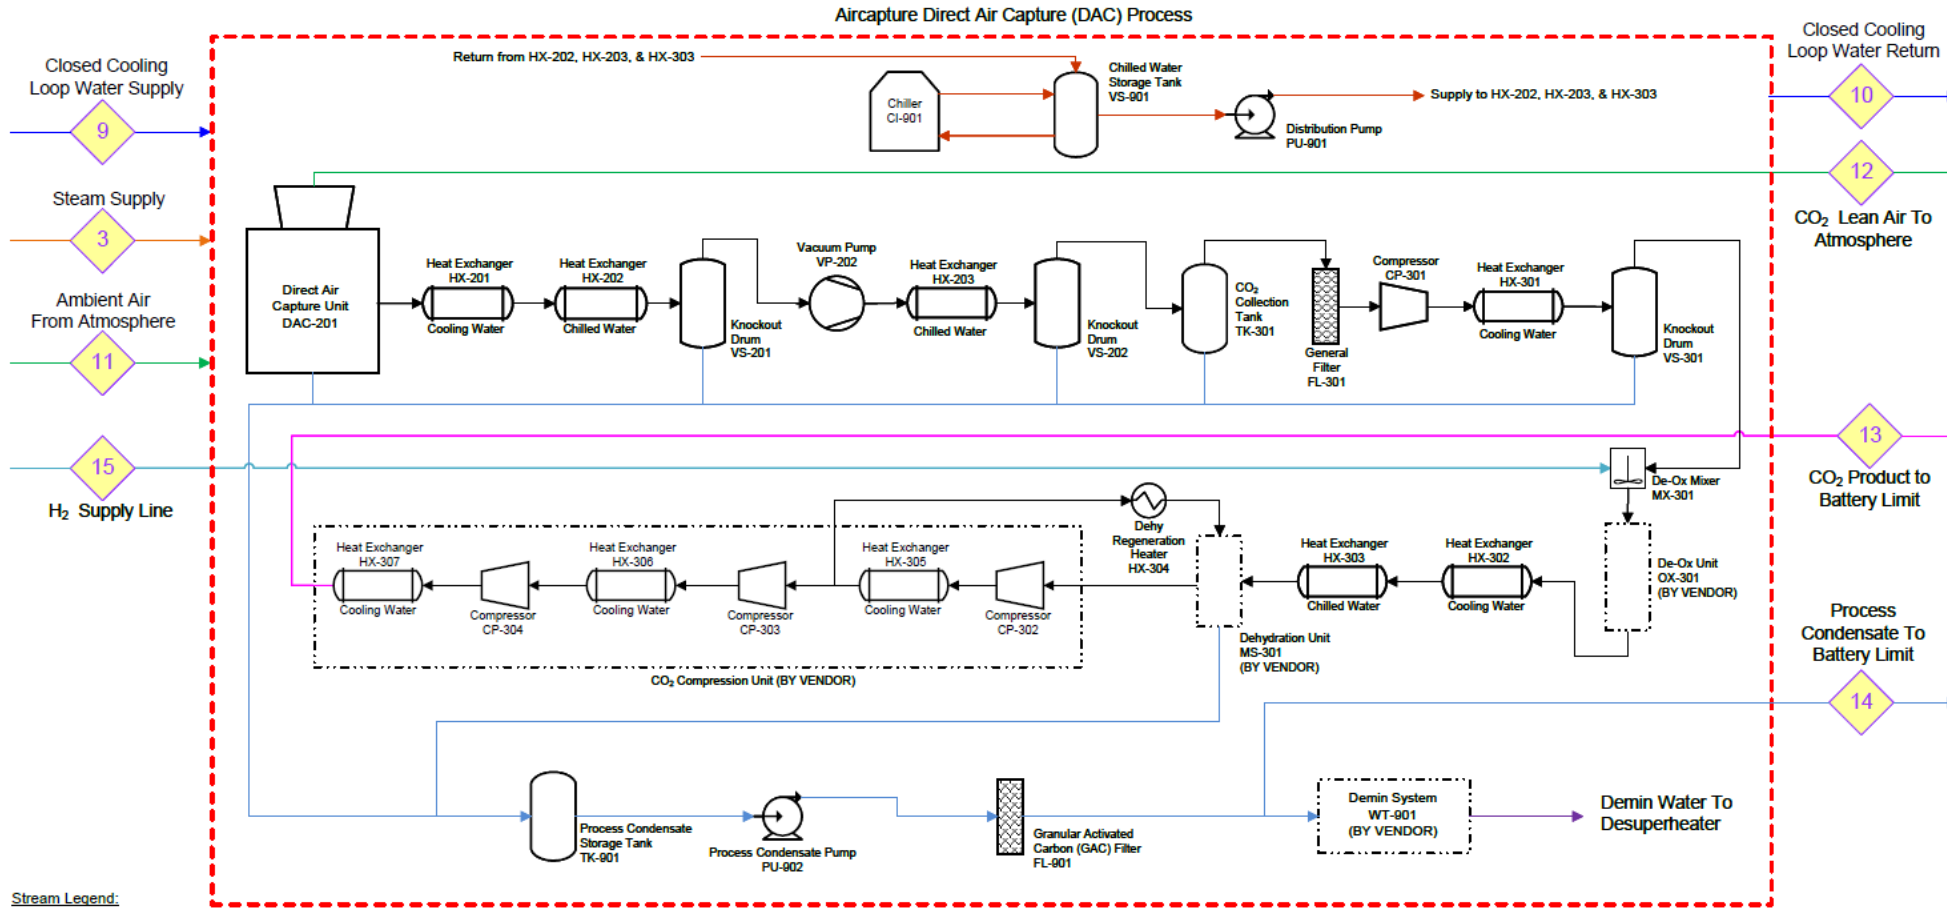 Aircapture Direct Air Capture (DAC) Process
Closed Cooling
Loop Water Supply
9
Steam Supply
3
Ambient Air
From Atmosphere
11
15
H₂ Supply Line
Return from HX-202, HX-203, & HX-303
Chiller
CI-901
Chilled Water
Storage Tank
VS-901
Distribution Pump
PU-901
Supply to HX-202, HX-203, & HX-303
Closed Cooling
Loop Water Return
10
12
CO₂ Lean Air To
Atmosphere
Direct Air
Capture Unit
DAC-201
Heat Exchanger
HX-201
Cooling Water
Heat Exchanger
HX-202
Chilled Water
Knockout
Drum
VS-201
Vacuum Pump
VP-202
Heat Exchanger
HX-203
Chilled Water
Knockout
Drum
VS-202
CO₂
Collection
Tank
TK-301
General
Filter
FL-301
Compressor
CP-301
Heat Exchanger
HX-301
Cooling Water
Knockout
Drum
VS-301
13
CO₂ Product to
Battery Limit
De-Ox Mixer
MX-301
De-Ox Unit
OX-301
(BY VENDOR)
Heat Exchanger
HX-302
Cooling Water
Heat Exchanger
HX-303
Chilled Water
Dehy
Regeneration
Heater
HX-304
Dehydration Unit
MS-301
(BY VENDOR)
Compressor
CP-302
Heat Exchanger
HX-305
Cooling Water
Compressor
CP-303
Heat Exchanger
HX-306
Cooling Water
Compressor
CP-304
Heat Exchanger
HX-307
Cooling Water
CO₂ Compression Unit (BY VENDOR)
Process
Condensate To
Battery Limit
14
Process Condensate
Storage Tank
TK-901
Process Condensate Pump
PU-902
Granular Activated
Carbon (GAC) Filter
FL-901
Demin System
WT-901
(BY VENDOR)
Demin Water To
Desuperheater
Stream Legend: